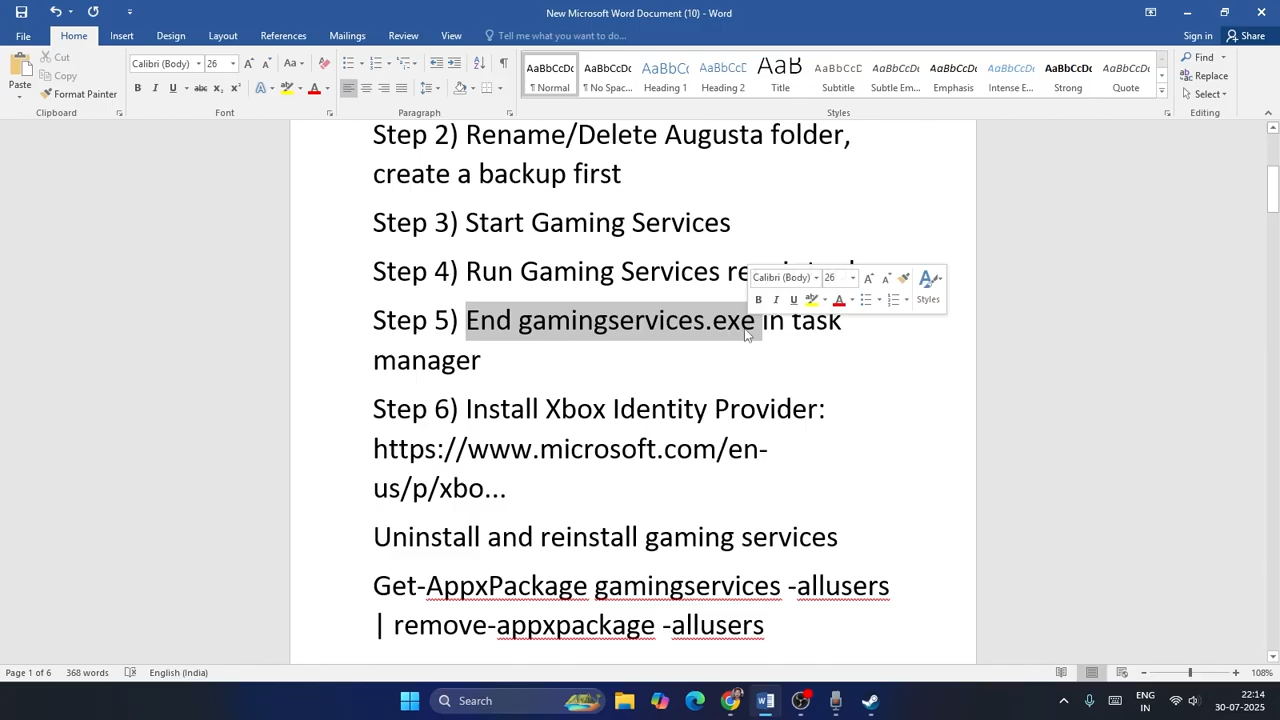 New Microsoft Word Document (10) - Word
Sign in
Share
File Home Insert Design Layout References Mailings Review View Tell me what you want to do...
Paste
Cut
Copy
Format Painter
Clipboard
Calibri (Body) 26
Font
Paragraph
AaBbCcDc AaBbCcDc AaBbCc AaBbCcD AaB AaBbCcD AaBbCcDc AaBbCcDc AaBbCcDc AaBbCcDc AaBbCcDc
¶ Normal ¶ No Spac... Heading 1 Heading 2 Title Subtitle Subtle Em... Emphasis Intense E... Strong Quote
Styles
Find
Replace
Select
Editing
Step 2) Rename/Delete Augusta folder,
create a backup first
Step 3) Start Gaming Services
Step 4) Run Gaming Services
Calibri (Body) 26
Styles
Step 5) End gamingservices.exe in task
manager
Step 6) Install Xbox Identity Provider:
https://www.microsoft.com/en-
us/p/xbo...
Uninstall and reinstall gaming services
Get-AppxPackage gamingservices -allusers
| remove-appxpackage -allusers
Page 1 of 6 368 words English (India) 108%
Search
ENG
IN
22:14
30-07-2025